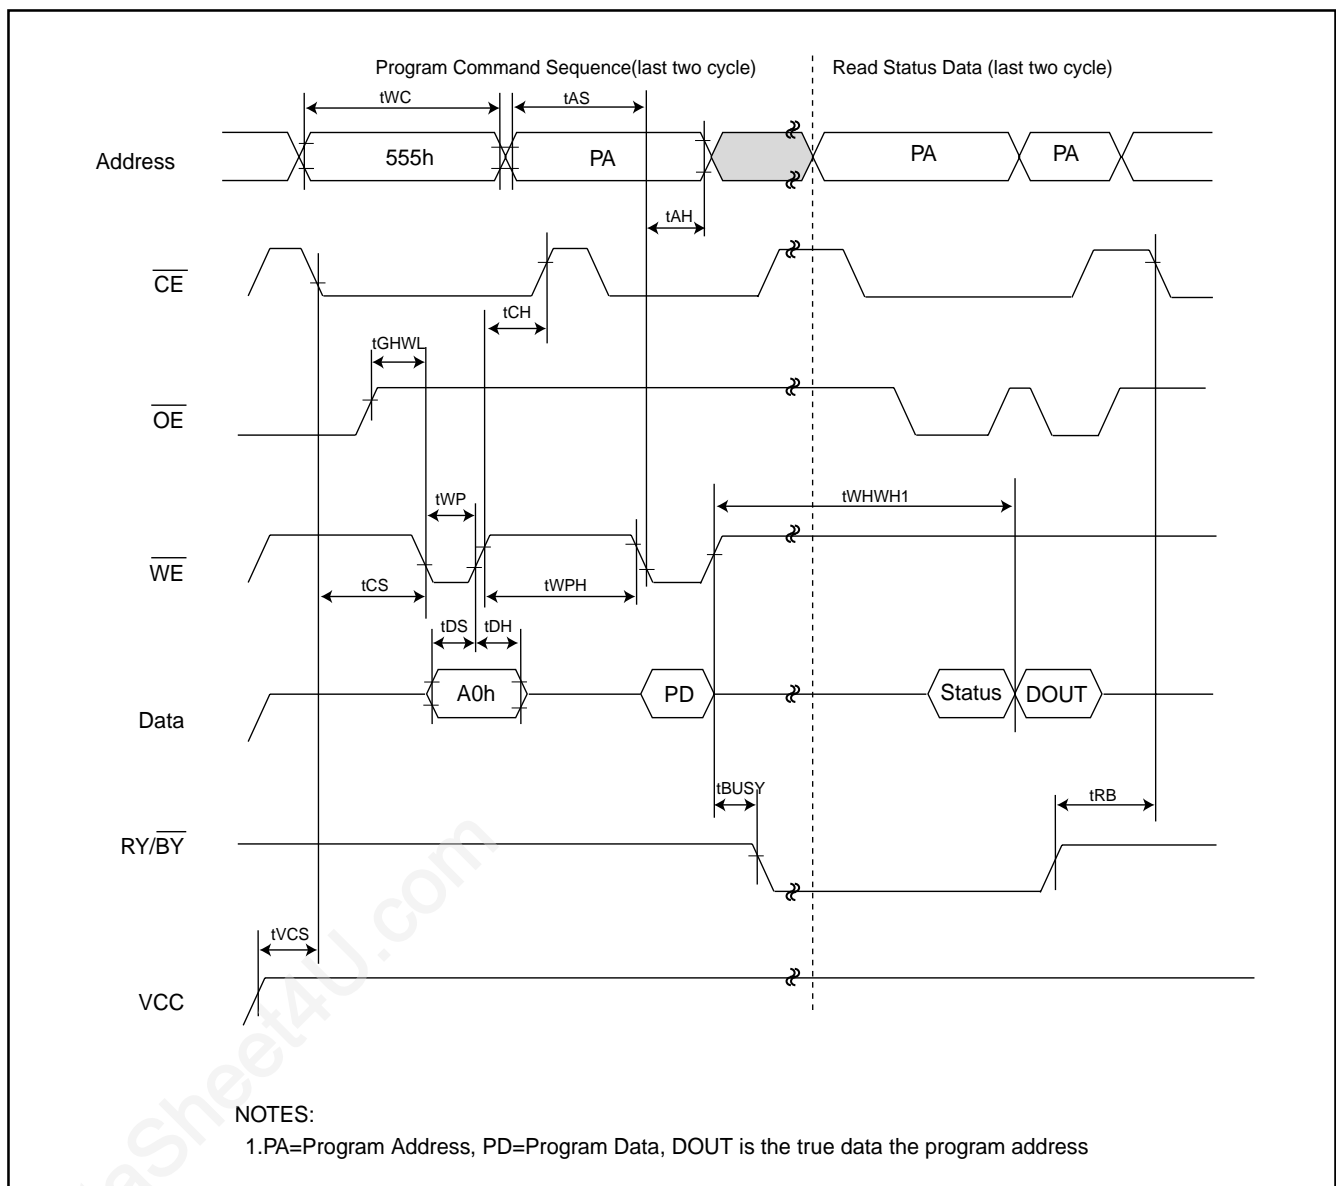 Program Command Sequence(last two cycle)
Read Status Data (last two cycle)
tWC
tAS
Address
555h
PA
PA
PA
tAH
CE
tCH
tGHWL
OE
tWP
tWHWH1
WE
tCS
tWPH
tDS
tDH
Data
A0h
PD
Status
DOUT
tBUSY
tRB
RY/BY
tVCS
VCC
NOTES:
1.PA=Program Address, PD=Program Data, DOUT is the true data the program address
aSheet4U.com